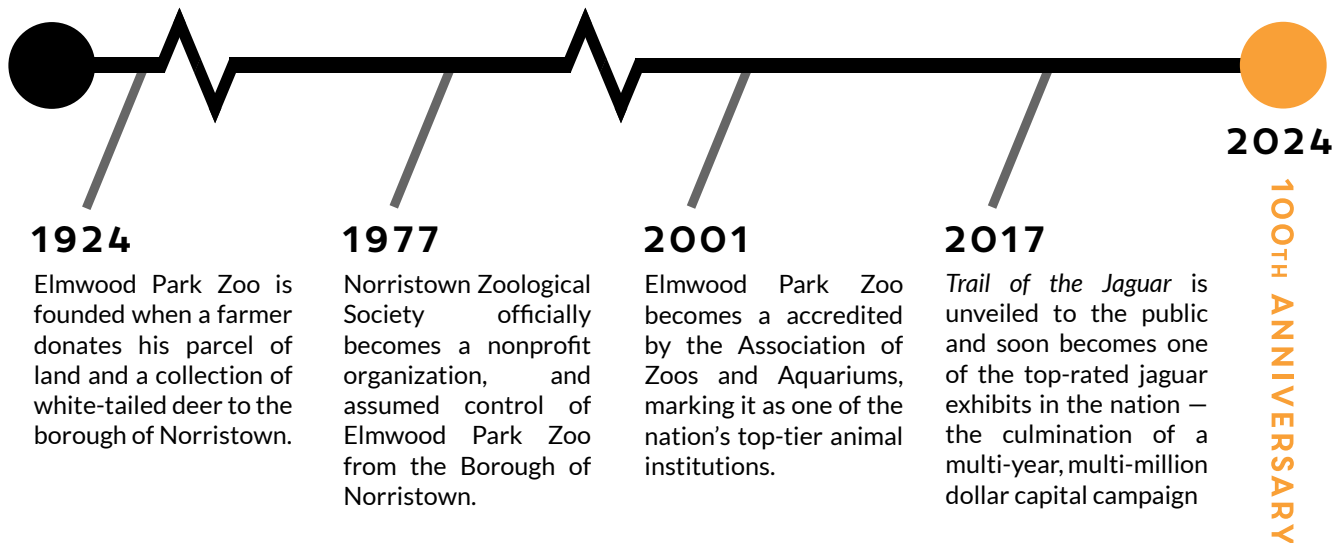 1924
Elmwood Park Zoo is
founded when a farmer
donates his parcel of
land and a collection of
white-tailed deer to the
borough of Norristown.
1977
Norristown Zoological
Society officially
becomes a nonprofit
organization, and
assumed control of
Elmwood Park Zoo
from the Borough of
Norristown.
2001
Elmwood Park Zoo
becomes a accredited
by the Association of
Zoos and Aquariums,
marking it as one of the
nation's top-tier animal
institutions.
2017
Trail of the Jaguar is
unveiled to the public
and soon becomes one
of the top-rated jaguar
exhibits in the nation —
the culmination of a
multi-year, multi-million
dollar capital campaign
2024
100TH ANNIVERSARY